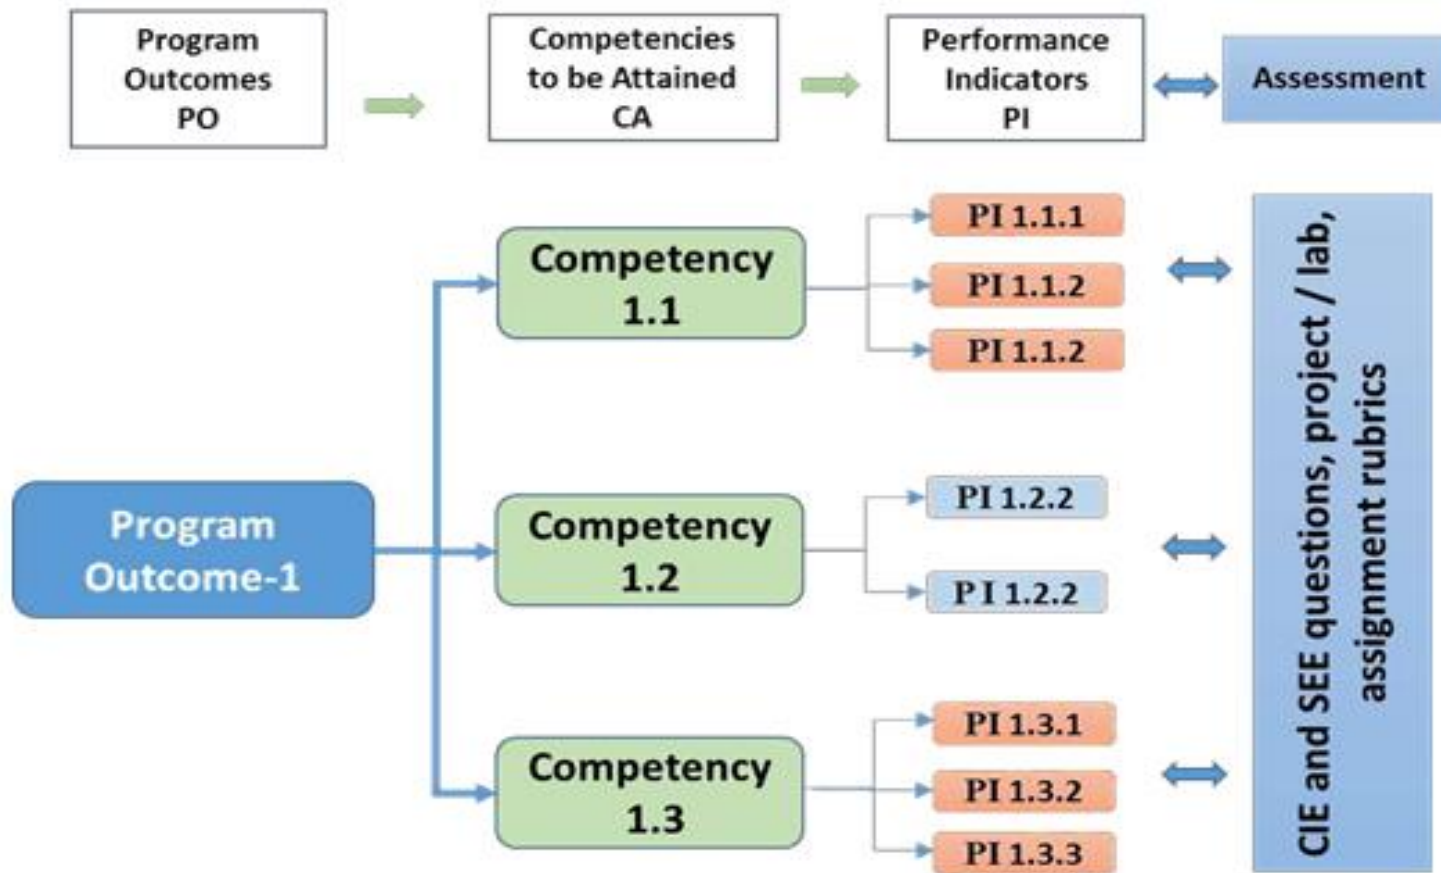 Program
Outcomes
PO
Competencies
to be Attained
CA
Performance
Indicators
PI
Assessment
Program
Outcome-1
Competency
1.1
PI 1.1.1
PI 1.1.2
PI 1.1.2
Competency
1.2
PI 1.2.2
P I 1.2.2
Competency
1.3
PI 1.3.1
PI 1.3.2
PI 1.3.3
CIE and SEE questions, project / lab,
assignment rubrics